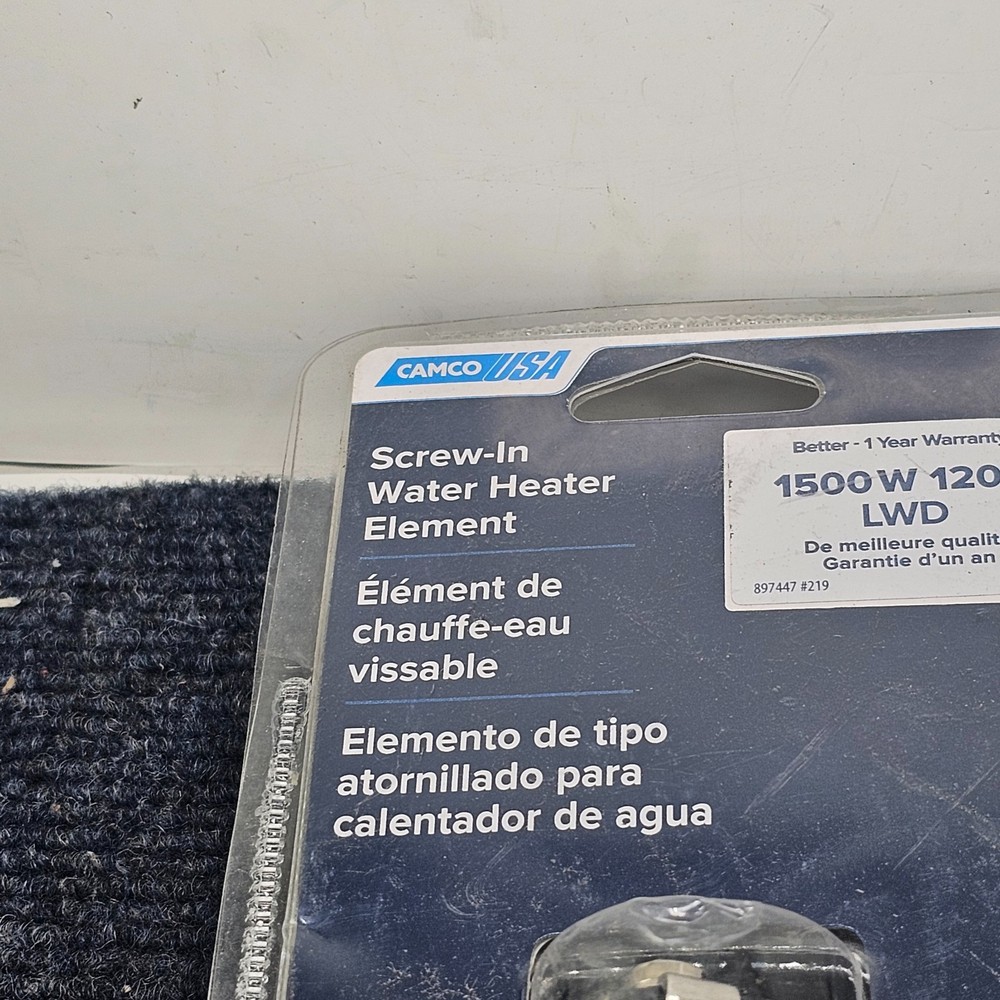 CAMCO USA
Screw-In
Water Heater
Element
Élément de
chauffe-eau
vissable
Elemento de tipo
atornillado para
calentador de agua
Better - 1 Year Warranty
1500W 120
LWD
De meilleure qualit
Garantie d'un an
897447 #219